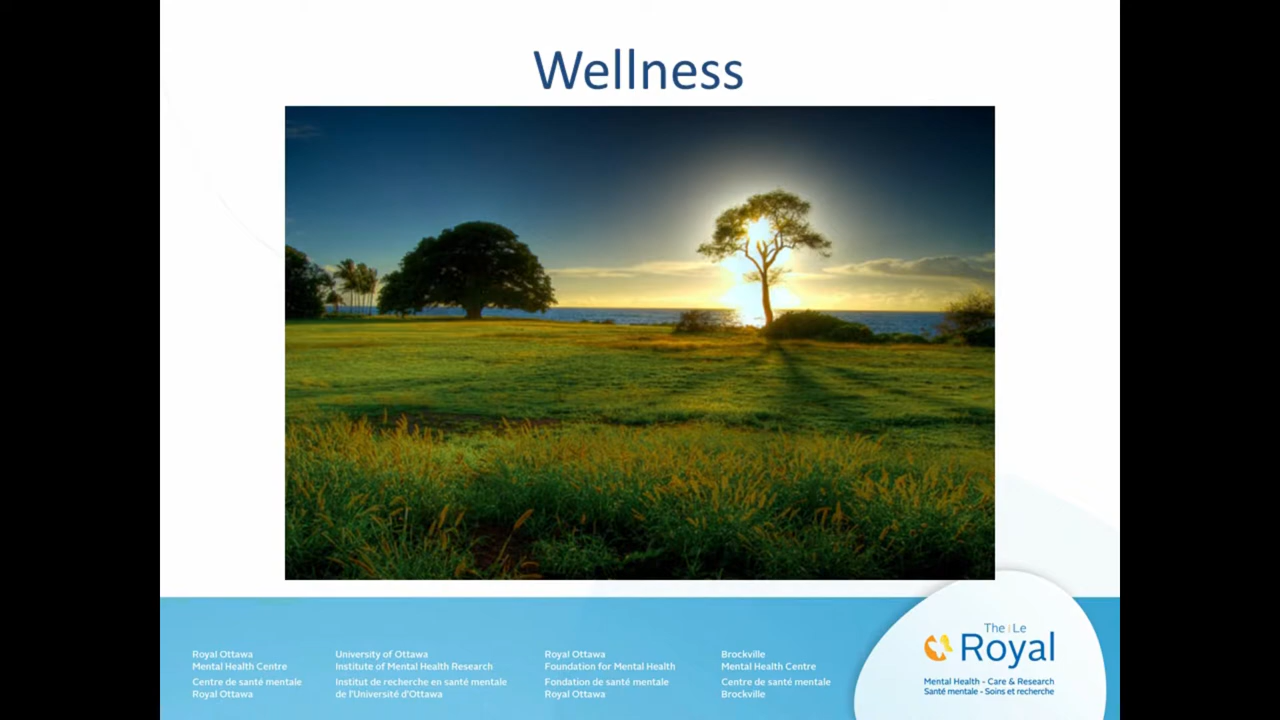 Wellness
Royal Ottawa
Mental Health Centre
Centre de santé mentale
Royal Ottawa
University of Ottawa
Institute of Mental Health Research
Institut de recherche en santé mentale
de l'Université d'Ottawa
Royal Ottawa
Foundation for Mental Health
Fondation de santé mentale
Royal Ottawa
Brockville
Mental Health Centre
Centre de santé mentale
Brockville
The | Le
Royal
Mental Health - Care & Research
Santé mentale - Soins et recherche